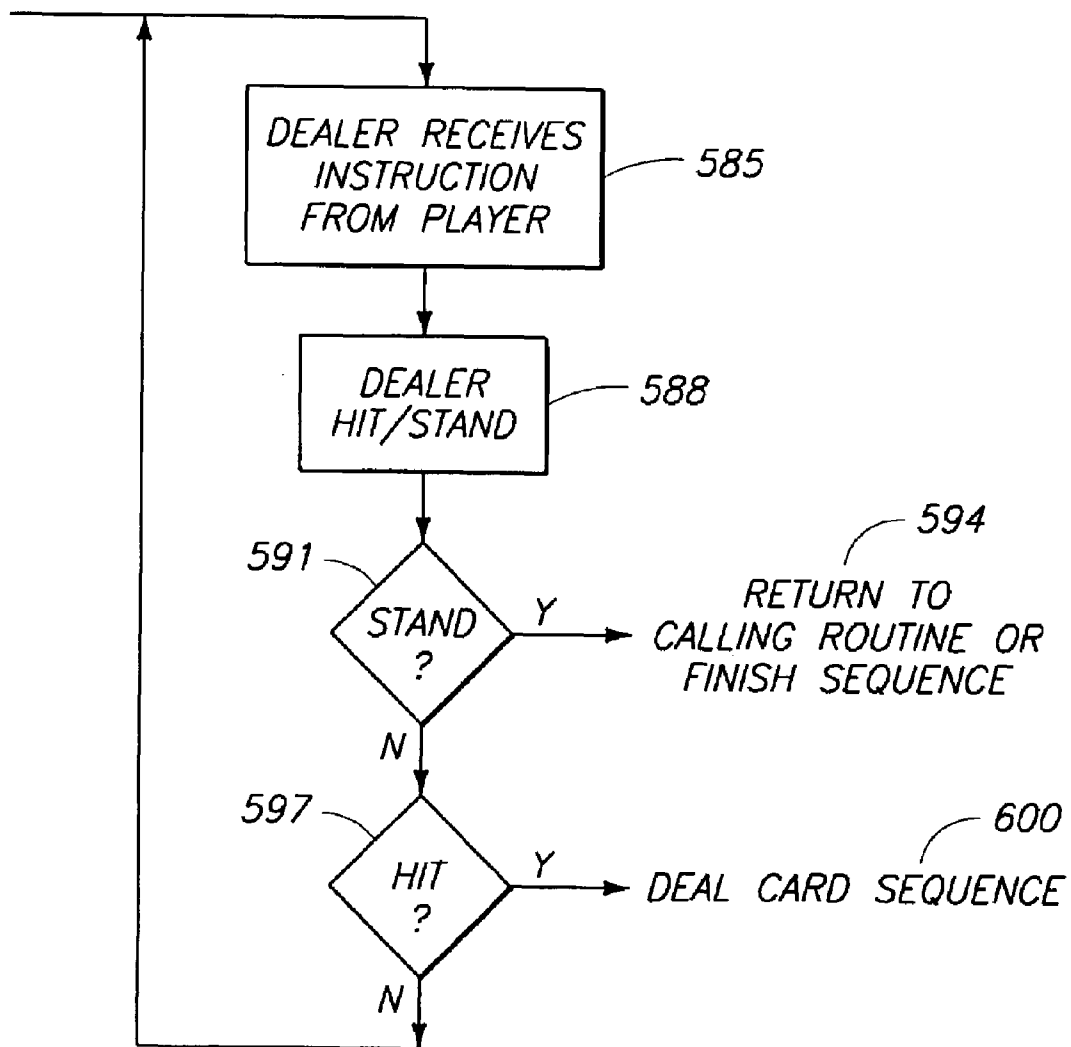 DEALER RECEIVES
INSTRUCTION
FROM PLAYER
585
DEALER
HIT/STAND
588
591
STAND
?
Y
594
RETURN TO
CALLING ROUTINE OR
FINISH SEQUENCE
N
597
HIT
?
Y
600
DEAL CARD SEQUENCE
N